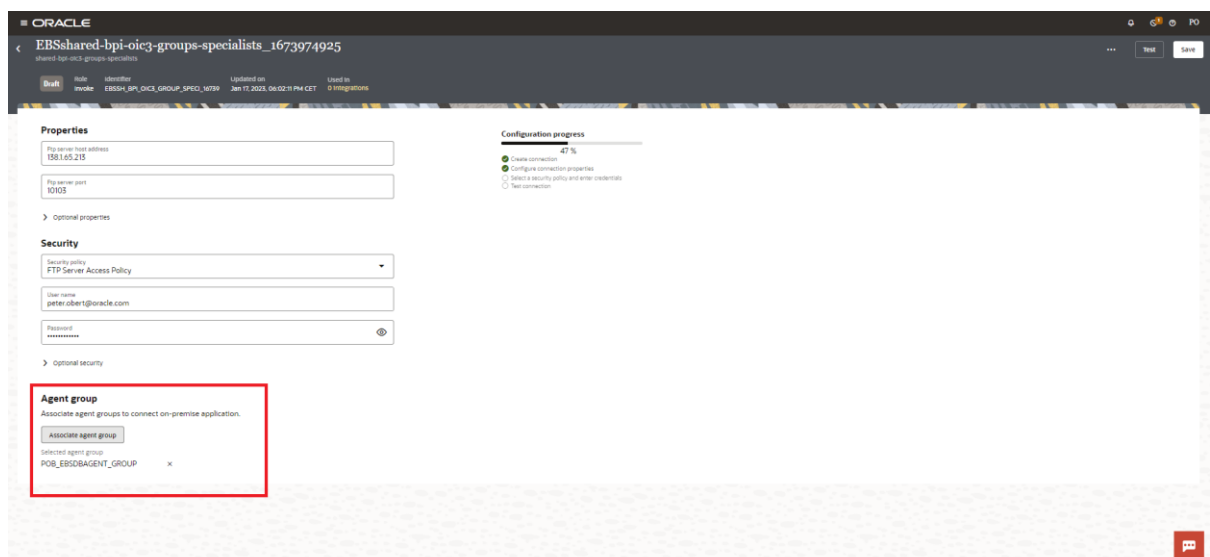 ORACLE
PO
EBSshared-bpi-oic3-groups-specialists_1673974925
shared-bpi-oic3-groups-specialists
Test
Save
Draft
Role
Invoke
Identifier
EBSSH_BPI_OIC3_GROUP_SPECI_16739
Updated on
Jan 17, 2023, 06:02:11 PM CET
Used in
0 integrations
Properties
Ftp server host address
138.1.65.213
Ftp server port
10103
Optional properties
Security
Security policy
FTP Server Access Policy
User name
peter.obert@oracle.com
Password
••••••••••••
Optional security
Agent group
Associate agent groups to connect on-premise application.
Associate agent group
Selected agent group
POB_EBSDBAGENT_GROUP
Configuration progress
47 %
Create connection
Configure connection properties
Select a security policy and enter credentials
Test connection